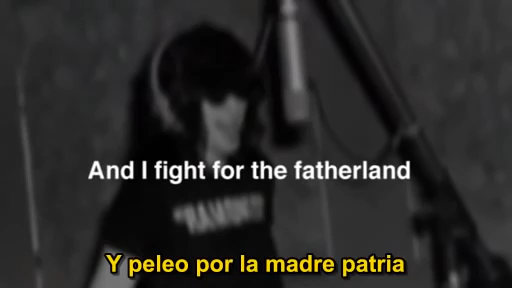 And I fight for the fatherland
Y peleo por la madre patria